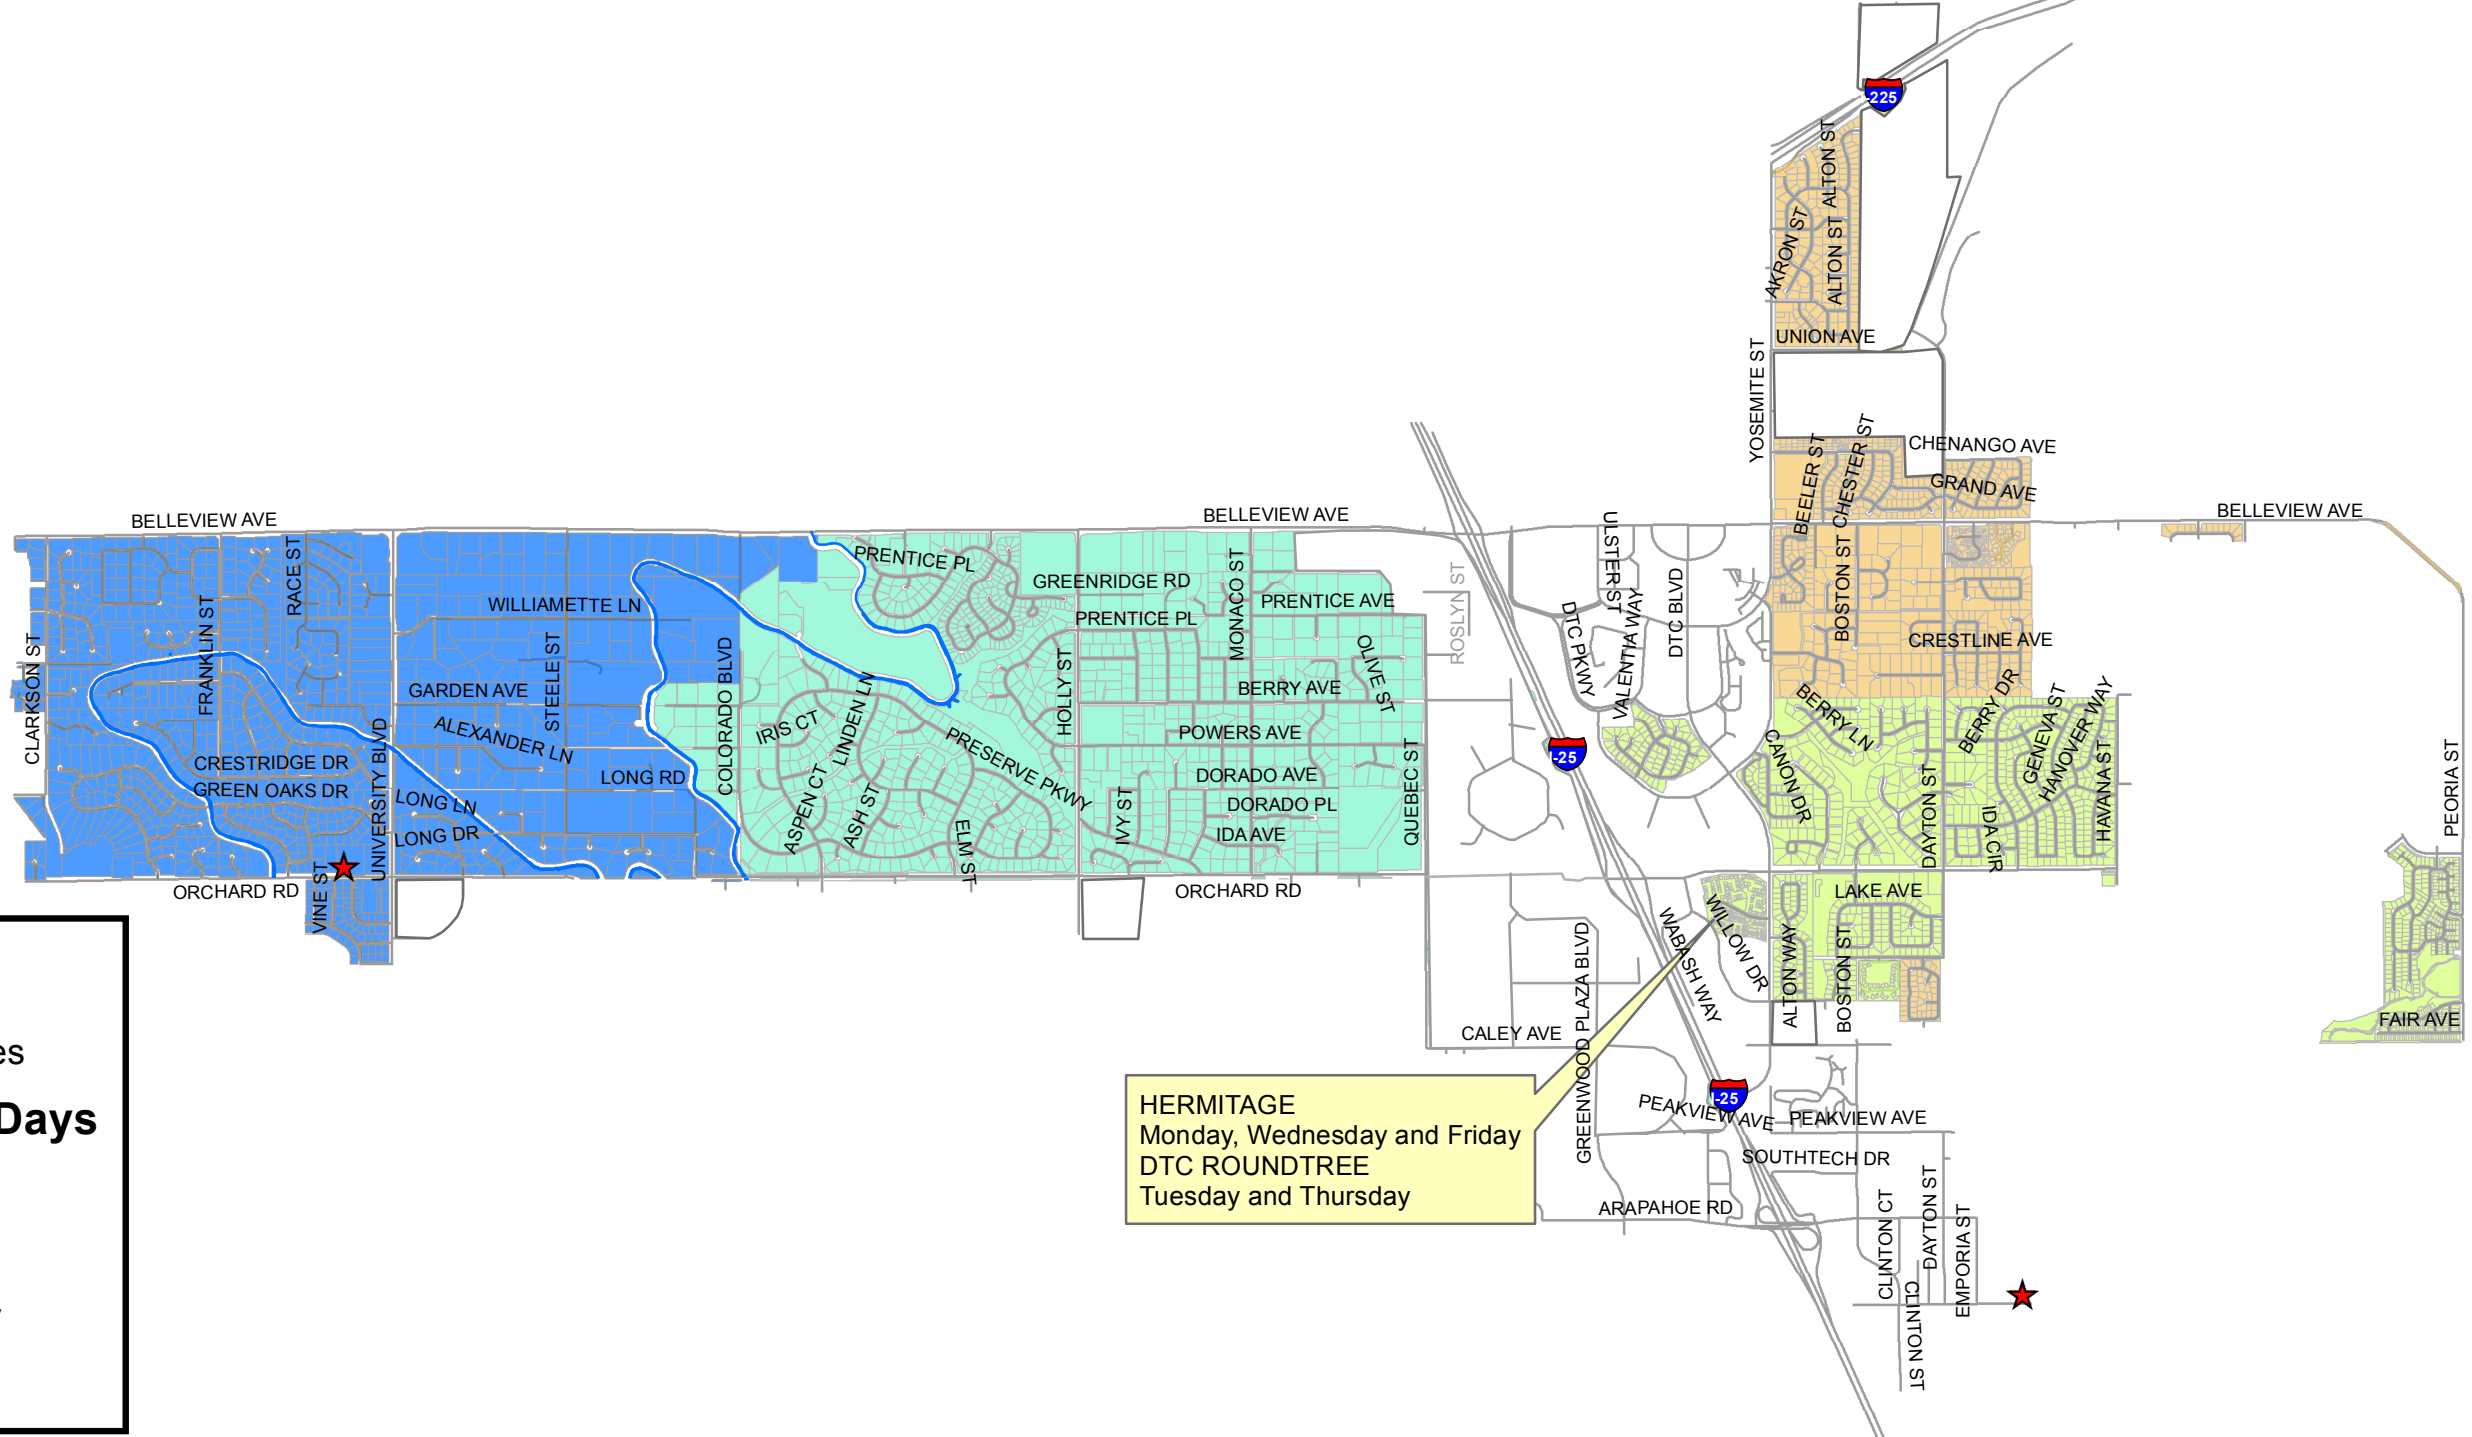 -225
ALTON ST
AKRON ST
ALTON ST
UNION AVE
YOSEMITE ST
CHENANGO AVE
BEELER ST
CHESTER ST
GRAND AVE
BELLEVIEW AVE
BELLEVIEW AVE
BELLEVIEW AVE
RACE ST
PRENTICE PL
GREENRIDGE RD
MONACO ST
PRENTICE AVE
ROSLYN ST
ULSTER ST
DTC BLVD
BOSTON ST
WILLIAMETTE LN
PRENTICE PL
DTC PKWY
VALENTIA WAY
CRESTLINE AVE
CLARKSON ST
FRANKLIN ST
STEELE ST
COLORADO BLVD
HOLLY ST
OLIVE ST
GARDEN AVE
LINDEN LN
BERRY AVE
BERRY LN
BERRY DR
GENEVA ST
HANOVER WAY
ALEXANDER LN
IRIS CT
PRESERVE PKWY
POWERS AVE
-25
CANON DR
CRESTRIDGE DR
UNIVERSITY BLVD
LONG RD
DORADO AVE
QUEBEC ST
DAYTON ST
HAVANA ST
PEORIA ST
GREEN OAKS DR
LONG LN
ASPEN CT
ASH ST
IVY ST
DORADO PL
IDA CIR
LONG DR
ELM ST
IDA AVE
ORCHARD RD
VINE ST
ORCHARD RD
LAKE AVE
WILLOW DR
WABASH WAY
GREENWOOD PLAZA BLVD
ALTON WAY
BOSTON ST
CALEY AVE
FAIR AVE
es
Days
HERMITAGE
Monday, Wednesday and Friday
DTC ROUNDTREE
Tuesday and Thursday
-25
PEAKVIEW AVE
PEAKVIEW AVE
SOUTHTECH DR
ARAPAHOE RD
CLINTON CT
DAYTON ST
EMPORIA ST
CLINTON ST